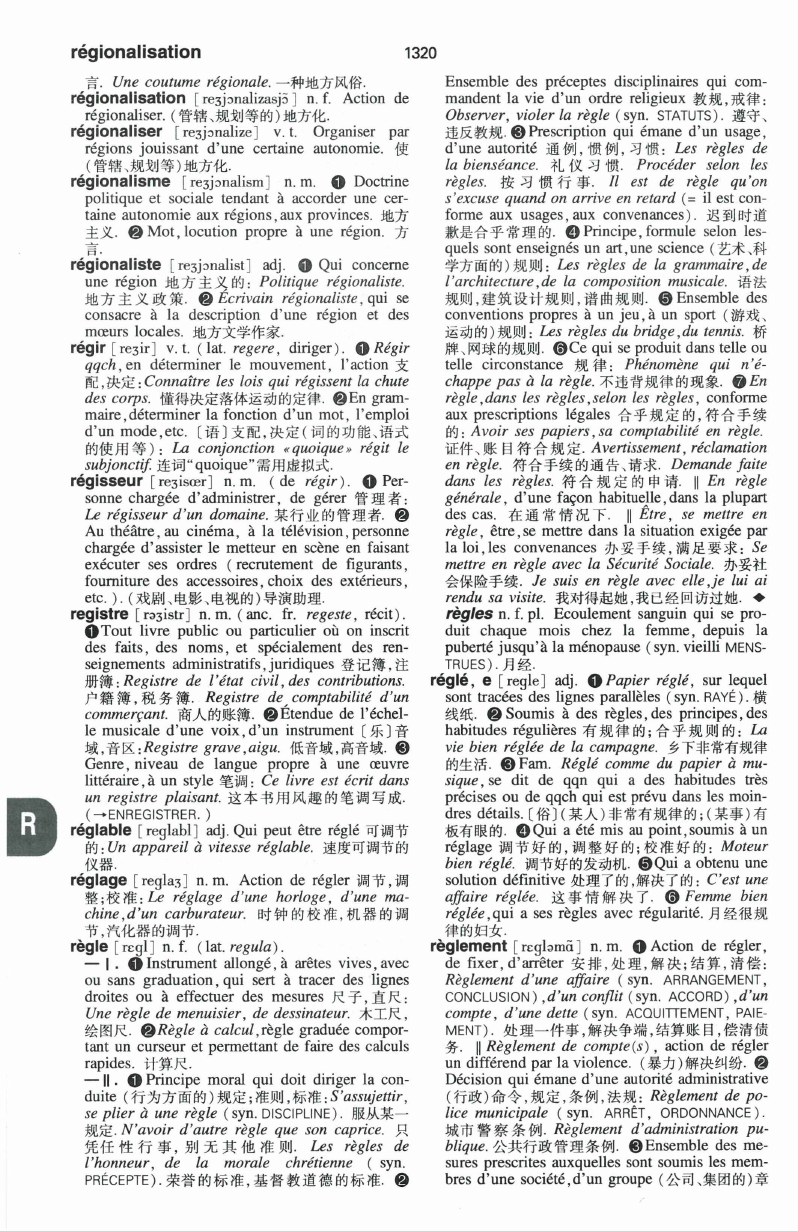 régionalisation
1320
言. Une coutume régionale. 一种地方风俗.
régionalisation [reʒjɔnalizasjɔ̃] n. f. Action de
régionaliser. (管辖、规划等的)地方化.
régionaliser [reʒjɔnalize] v. t. Organiser par
régions jouissant d'une certaine autonomie. 使
(管辖、规划等)地方化.
régionalisme [reʒjɔnalism] n. m. ❶ Doctrine
politique et sociale tendant à accorder une cer-
taine autonomie aux régions, aux provinces. 地方
主义. ❷ Mot, locution propre à une région. 方
言.
régionaliste [reʒjɔnalist] adj. ❶ Qui concerne
une région 地方主义的: Politique régionaliste.
地方主义政策. ❷ Écrivain régionaliste, qui se
consacre à la description d'une région et des
mœurs locales. 地方文学作家.
régir [reʒir] v. t. (lat. regere, diriger). ❶ Régir
qqch, en déterminer le mouvement, l'action 支
配,决定: Connaître les lois qui régissent la chute
des corps. 懂得决定落体运动的定律. ❷ En gram-
maire, déterminer la fonction d'un mot, l'emploi
d'un mode, etc. [语]支配,决定(词的功能、语式
的使用等): La conjonction «quoique» régit le
subjonctif. 连词“quoique”需用虚拟式.
régisseur [reʒisœr] n. m. (de régir). ❶ Per-
sonne chargée d'administrer, de gérer 管理者:
Le régisseur d'un domaine. 某行业的管理者. ❷
Au théâtre, au cinéma, à la télévision, personne
chargée d'assister le metteur en scène en faisant
exécuter ses ordres (recrutement de figurants,
fourniture des accessoires, choix des extérieurs,
etc.). (戏剧、电影、电视的)导演助理.
registre [rəʒistr] n. m. (anc. fr. regeste, récit).
❶ Tout livre public ou particulier où on inscrit
des faits, des noms, et spécialement des ren-
seignements administratifs, juridiques 登记簿,注
册簿: Registre de l'état civil, des contributions.
户籍簿,税务簿. Registre de comptabilité d'un
commerçant. 商人的账簿. ❷ Étendue de l'échel-
le musicale d'une voix, d'un instrument [乐]音
域,音区: Registre grave, aigu. 低音域,高音域. ❸
Genre, niveau de langue propre à une œuvre
littéraire, à un style 笔调: Ce livre est écrit dans
un registre plaisant. 这本书用风趣的笔调写成.
(→ENREGISTRER.)
R
réglable [reglabl] adj. Qui peut être réglé 可调节
的: Un appareil à vitesse réglable. 速度可调节的
仪器.
réglage [reglaʒ] n. m. Action de régler 调节,调
整;校准: Le réglage d'une horloge, d'une ma-
chine, d'un carburateur. 时钟的校准,机器的调
节,汽化器的调节.
règle [rɛgl] n. f. (lat. regula).
— I. ❶ Instrument allongé, à arêtes vives, avec
ou sans graduation, qui sert à tracer des lignes
droites ou à effectuer des mesures 尺子,直尺:
Une règle de menuisier, de dessinateur. 木工尺,
绘图尺. ❷ Règle à calcul, règle graduée compor-
tant un curseur et permettant de faire des calculs
rapides. 计算尺.
— II. ❶ Principe moral qui doit diriger la con-
duite (行为方面的)规定;准则,标准: S'assujettir,
se plier à une règle (syn. DISCIPLINE). 服从某一
规定. N'avoir d'autre règle que son caprice. 只
凭任性行事, 别无其他准则. Les règles de
l'honneur, de la morale chrétienne (syn.
PRÉCEPTE). 荣誉的标准,基督教道德的标准. ❷
Ensemble des préceptes disciplinaires qui com-
mandent la vie d'un ordre religieux 教规,戒律:
Observer, violer la règle (syn. STATUTS). 遵守、
违反教规. ❸ Prescription qui émane d'un usage,
d'une autorité 通例, 惯例, 习惯: Les règles de
la bienséance. 礼仪习惯. Procéder selon les
règles. 按习惯行事. Il est de règle qu'on
s'excuse quand on arrive en retard (= il est con-
forme aux usages, aux convenances). 迟到时道
歉是合乎常理的. ❹ Principe, formule selon les-
quels sont enseignés un art, une science (艺术、科
学方面的)规则: Les règles de la grammaire, de
l'architecture, de la composition musicale. 语法
规则,建筑设计规则,谱曲规则. ❺ Ensemble des
conventions propres à un jeu, à un sport (游戏、
运动的)规则: Les règles du bridge, du tennis. 桥
牌、网球的规则. ❻ Ce qui se produit dans telle ou
telle circonstance 规律: Phénomène qui n'é-
chappe pas à la règle. 不违背规律的现象. ❼ En
règle, dans les règles, selon les règles, conforme
aux prescriptions légales 合乎规定的,符合手续
的: Avoir ses papiers, sa comptabilité en règle.
证件、账目符合规定. Avertissement, réclamation
en règle. 符合手续的通告、请求. Demande faite
dans les règles. 符合规定的申请. ‖ En règle
générale, d'une façon habituelle, dans la plupart
des cas. 在通常情况下. ‖ Être, se mettre en
règle, être, se mettre dans la situation exigée par
la loi, les convenances 办妥手续,满足要求: Se
mettre en règle avec la Sécurité Sociale. 办妥社
会保险手续. Je suis en règle avec elle, je lui ai
rendu sa visite. 我对得起她,我已经回访过她. ◆
règles n. f. pl. Ecoulement sanguin qui se pro-
duit chaque mois chez la femme, depuis la
puberté jusqu'à la ménopause (syn. vieilli MENS-
TRUES). 月经.
réglé, e [regle] adj. ❶ Papier réglé, sur lequel
sont tracées des lignes parallèles (syn. RAYÉ). 横
线纸. ❷ Soumis à des règles, des principes, des
habitudes régulières 有规律的;合乎规则的: La
vie bien réglée de la campagne. 乡下非常有规律
的生活. ❸ Fam. Réglé comme du papier à mu-
sique, se dit de qqn qui a des habitudes très
précises ou de qqch qui est prévu dans les moin-
dres détails. [俗](某人)非常有规律的;(某事)有
板有眼的. ❹ Qui a été mis au point, soumis à un
réglage 调节好的,调整好的;校准好的: Moteur
bien réglé. 调节好的发动机. ❺ Qui a obtenu une
solution définitive 处理了的,解决了的: C'est une
affaire réglée. 这事情解决了. ❻ Femme bien
réglée, qui a ses règles avec régularité. 月经很规
律的妇女.
règlement [rɛgləmɑ̃] n. m. ❶ Action de régler,
de fixer, d'arrêter 安排,处理,解决;结算,清偿:
Règlement d'une affaire (syn. ARRANGEMENT,
CONCLUSION), d'un conflit (syn. ACCORD), d'un
compte, d'une dette (syn. ACQUITTEMENT, PAIE-
MENT). 处理一件事,解决争端,结算账目,偿清债
务. ‖ Règlement de compte(s), action de régler
un différend par la violence. (暴力)解决纠纷. ❷
Décision qui émane d'une autorité administrative
(行政)命令,规定,条例,法规: Règlement de po-
lice municipale (syn. ARRÊT, ORDONNANCE).
城市警察条例. Règlement d'administration pu-
blique. 公共行政管理条例. ❸ Ensemble des me-
sures prescrites auxquelles sont soumis les mem-
bres d'une société, d'un groupe (公司、集团的)章